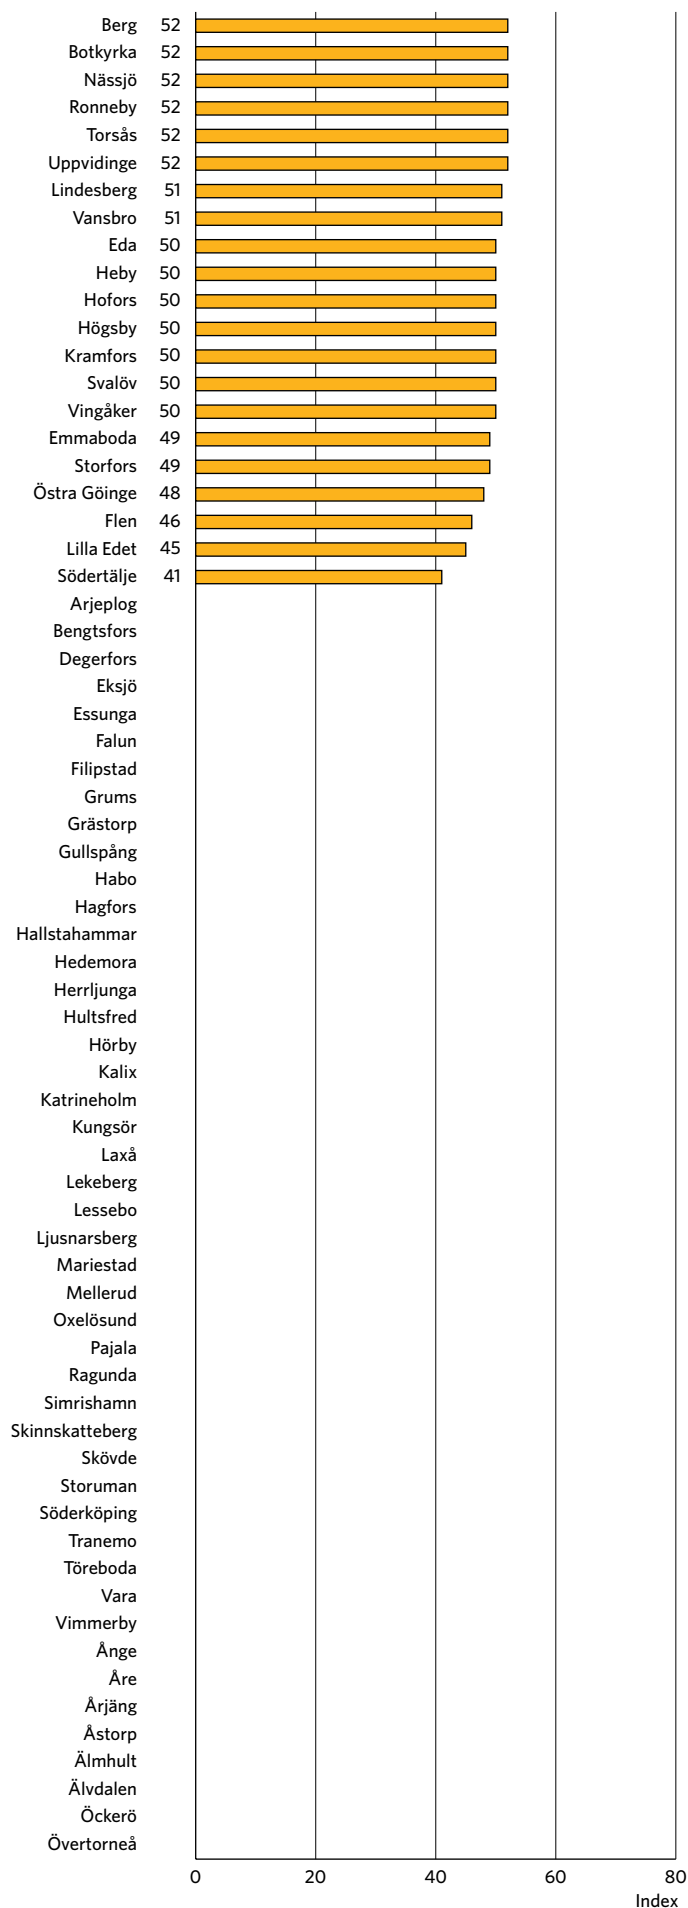 Berg 52
Botkyrka 52
Nässjö 52
Ronneby 52
Torsås 52
Uppvidinge 52
Lindesberg 51
Vansbro 51
Eda 50
Heby 50
Hofors 50
Högsby 50
Kramfors 50
Svalöv 50
Vingåker 50
Emmaboda 49
Storfors 49
Östra Göinge 48
Flen 46
Lilla Edet 45
Södertälje 41
Arjeplog
Bengtsfors
Degerfors
Eksjö
Essunga
Falun
Filipstad
Grums
Grästorp
Gullspång
Habo
Hagfors
Hallstahammar
Hedemora
Herrljunga
Hultsfred
Hörby
Kalix
Katrineholm
Kungsör
Laxå
Lekeberg
Lessebo
Ljusnarsberg
Mariestad
Mellerud
Oxelösund
Pajala
Ragunda
Simrishamn
Skinnskatteberg
Skövde
Storuman
Söderköping
Tranemo
Töreboda
Vara
Vimmerby
Ånge
Åre
Årjäng
Åstorp
Älmhult
Älvdalen
Öckerö
Övertorneå
0 20 40 60 80
Index